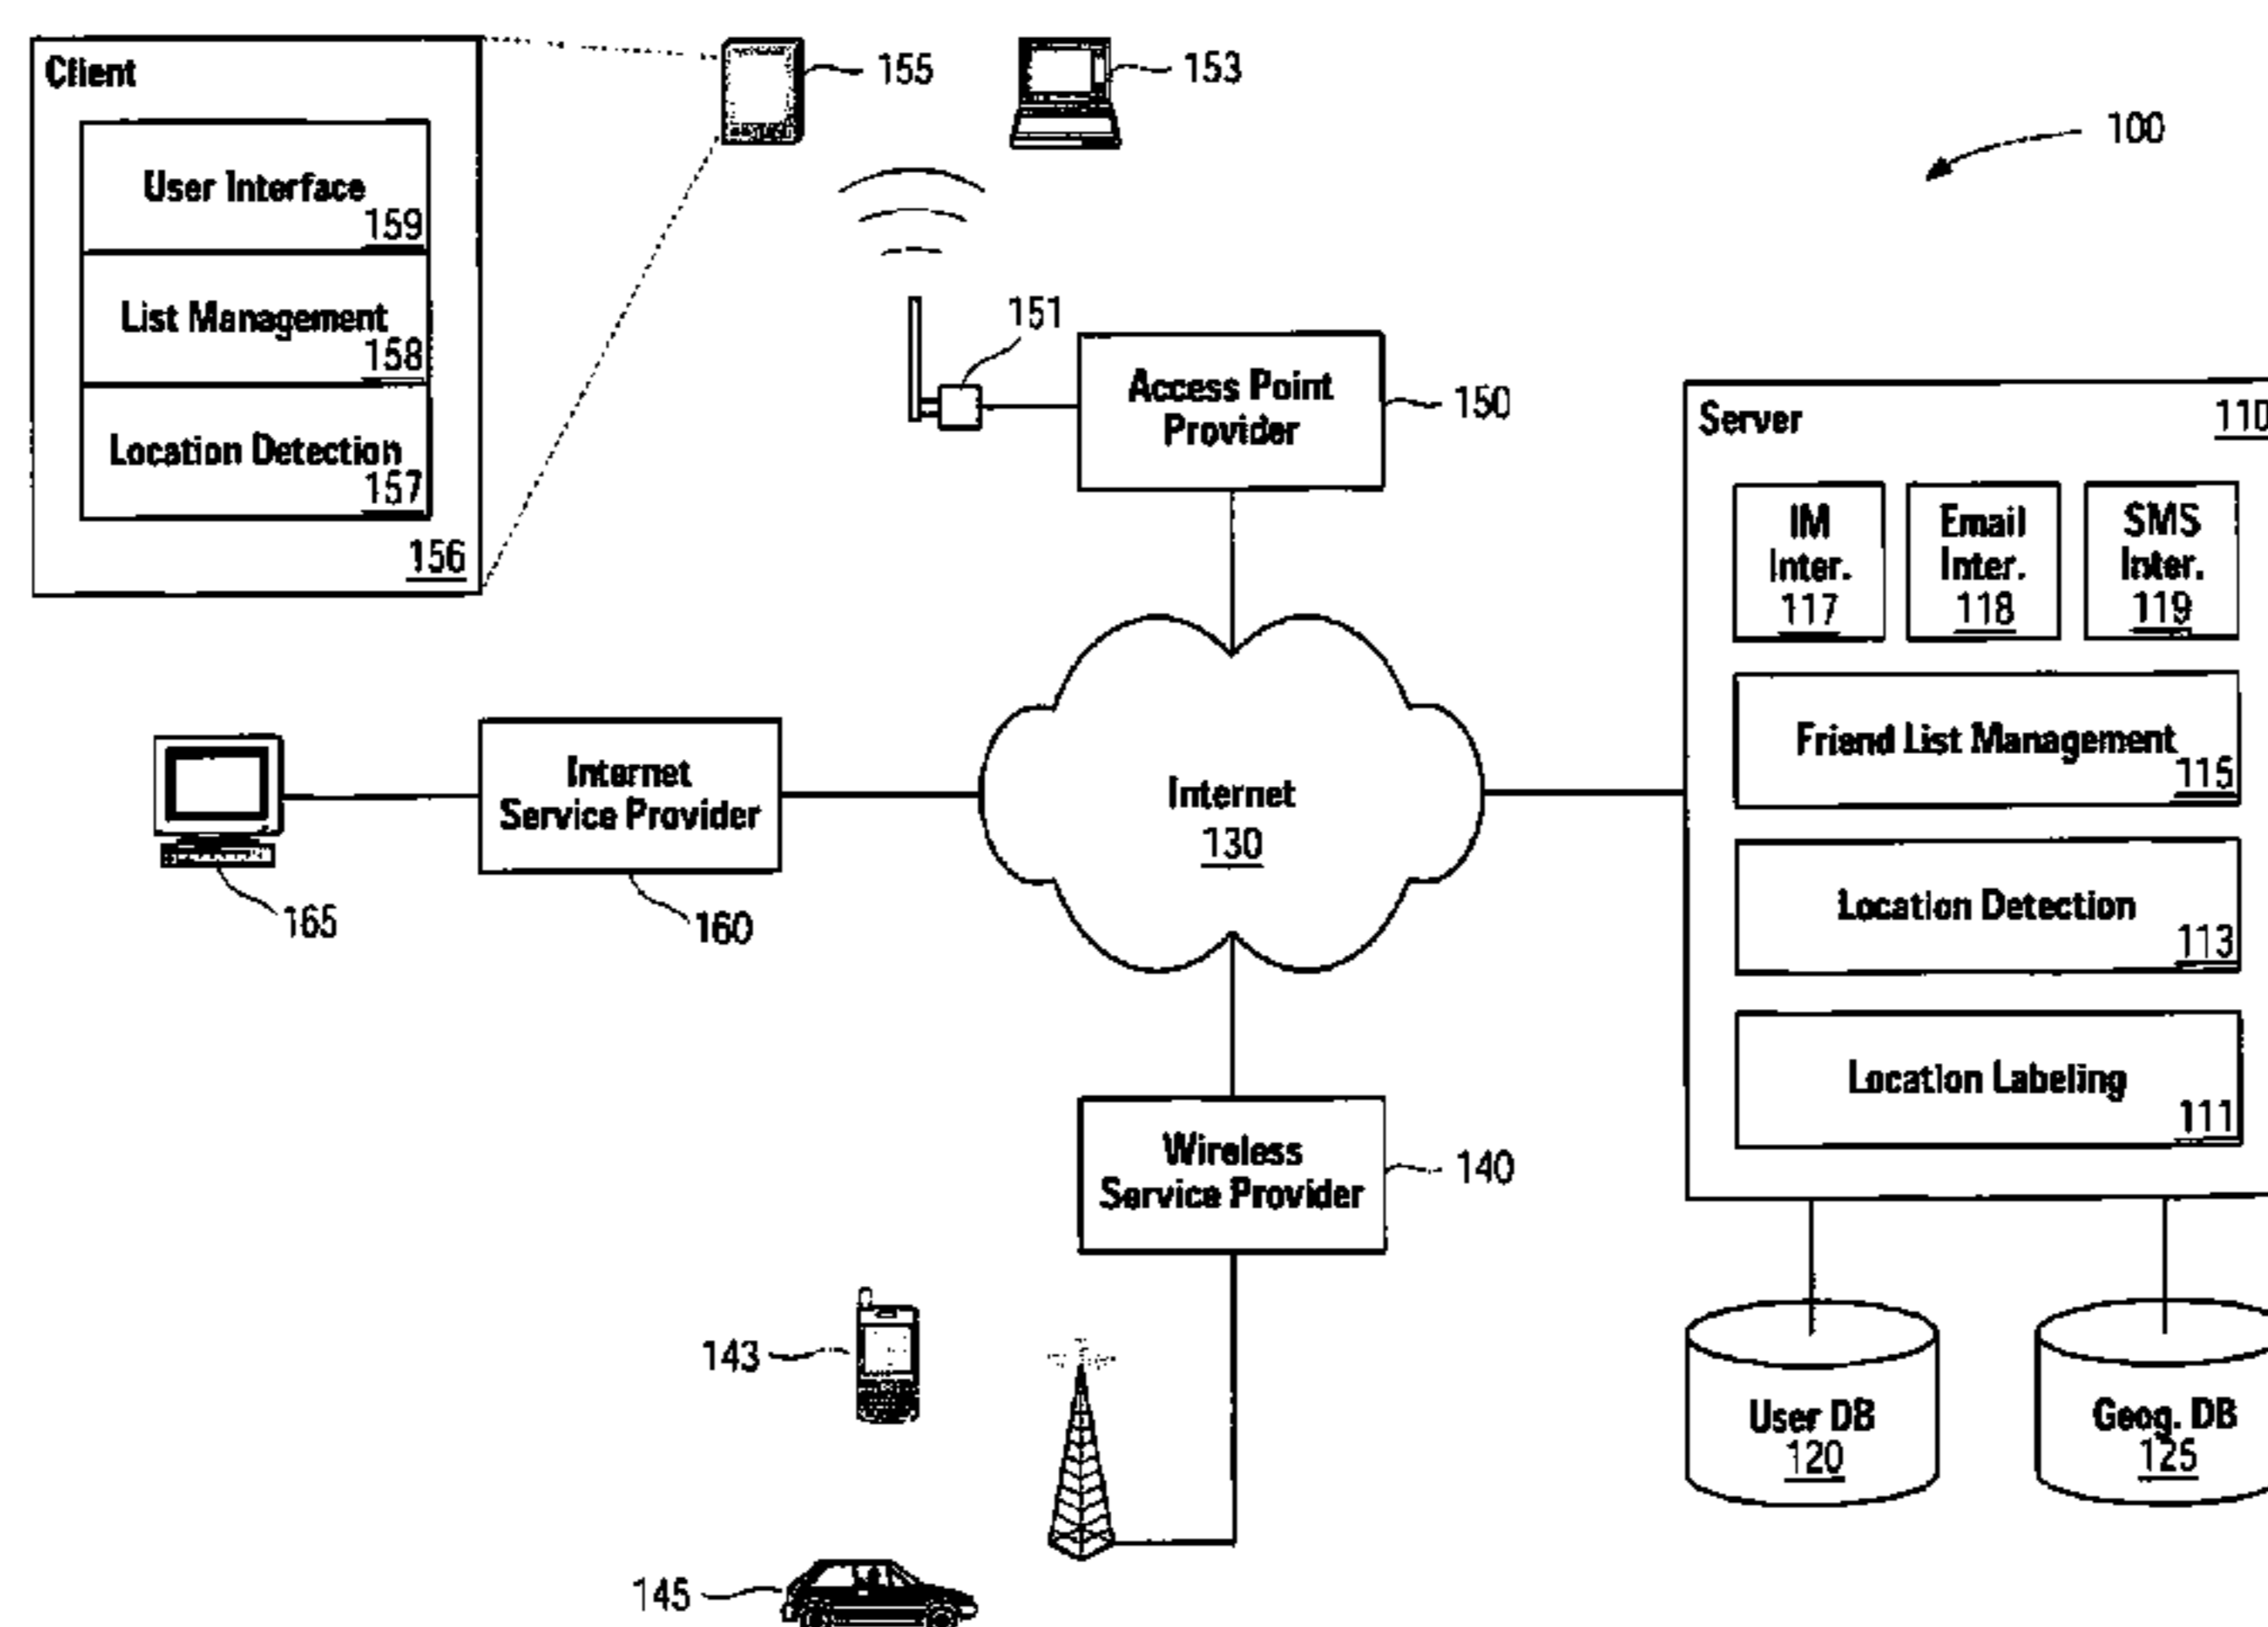 Client
User Interface
159
List Management
158
Location Detection
157
156
155
153
100
151
Access Point
Provider
150
Server
110
IM
Inter.
117
Email
Inter.
118
SMS
Inter.
119
Friend List Management
115
Location Detection
113
Location Labeling
111
Internet
Service Provider
160
165
Internet
130
Wireless
Service Provider
140
143
145
User DB
120
Geog. DB
125